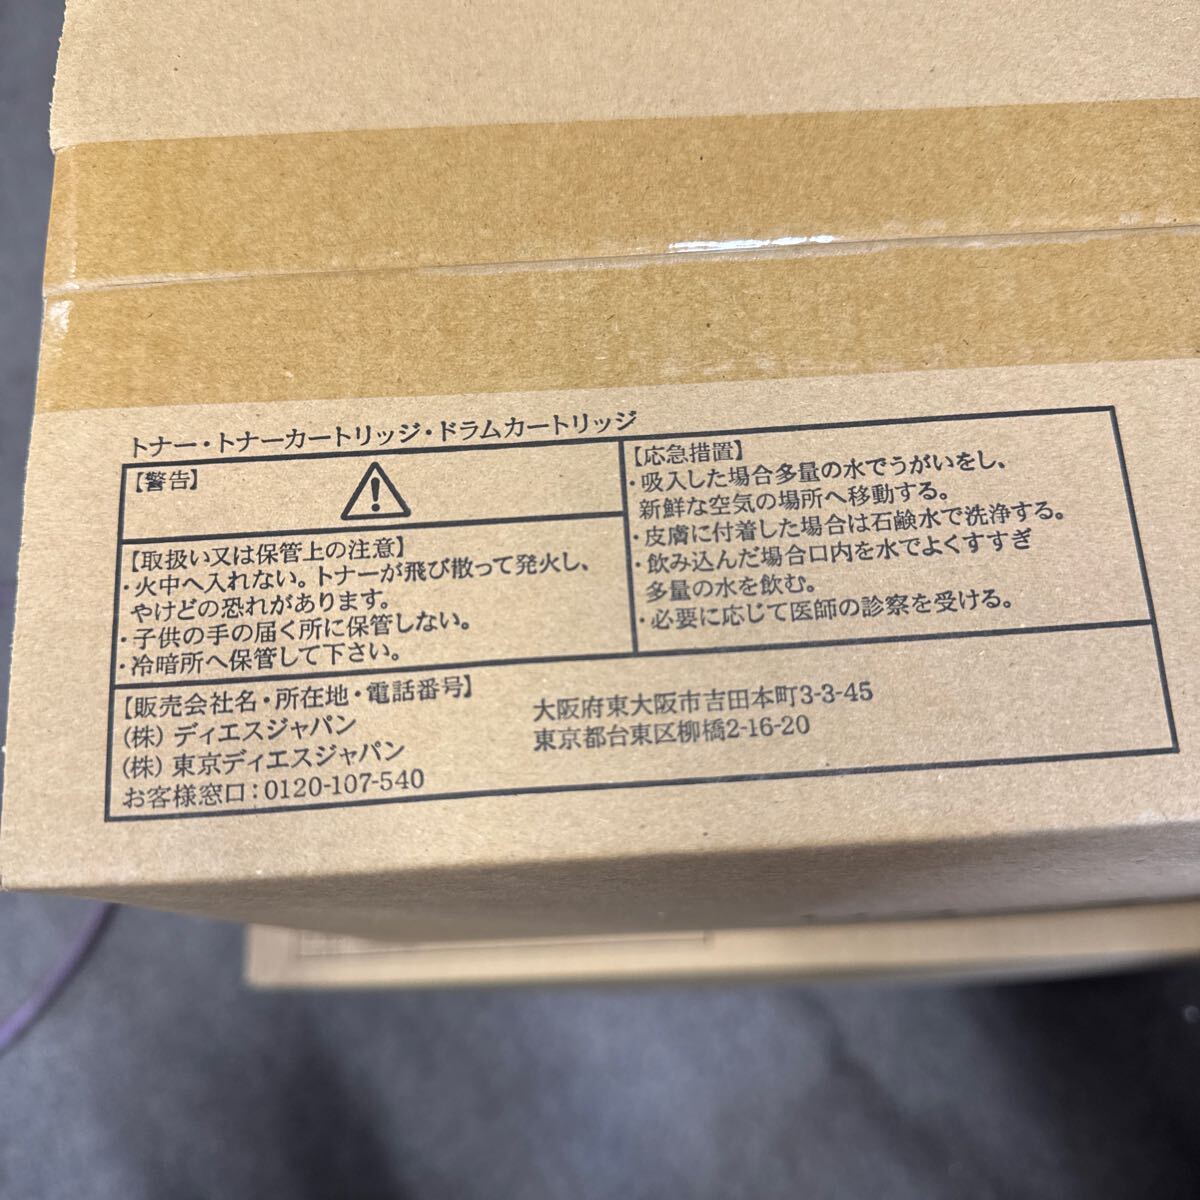 トナー・トナーカートリッジ・ドラムカートリッジ
【警告】
【取扱い又は保管上の注意】
・火中へ入れない。トナーが飛び散って発火し、
やけどの恐れがあります。
・子供の手の届く所に保管しない。
・冷暗所へ保管して下さい。
【応急措置】
・吸入した場合多量の水でうがいをし、
新鮮な空気の場所へ移動する。
・皮膚に付着した場合は石鹸水で洗浄する。
・飲み込んだ場合口内を水でよくすすぎ
多量の水を飲む。
・必要に応じて医師の診察を受ける。
【販売会社名・所在地・電話番号】
(株) ディエスジャパン 大阪府東大阪市吉田本町3-3-45
(株) 東京ディエスジャパン 東京都台東区柳橋2-16-20
お客様窓口:0120-107-540